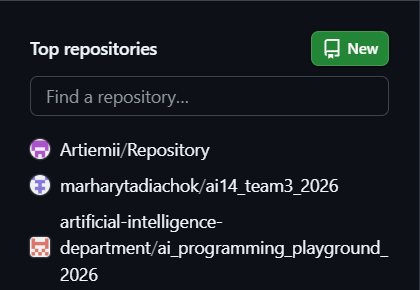 Top repositories
New
Find a repository...
Artiemii/Repository
marharytadiachok/ai14_team3_2026
artificial-intelligence-
department/ai_programming_playground_
2026